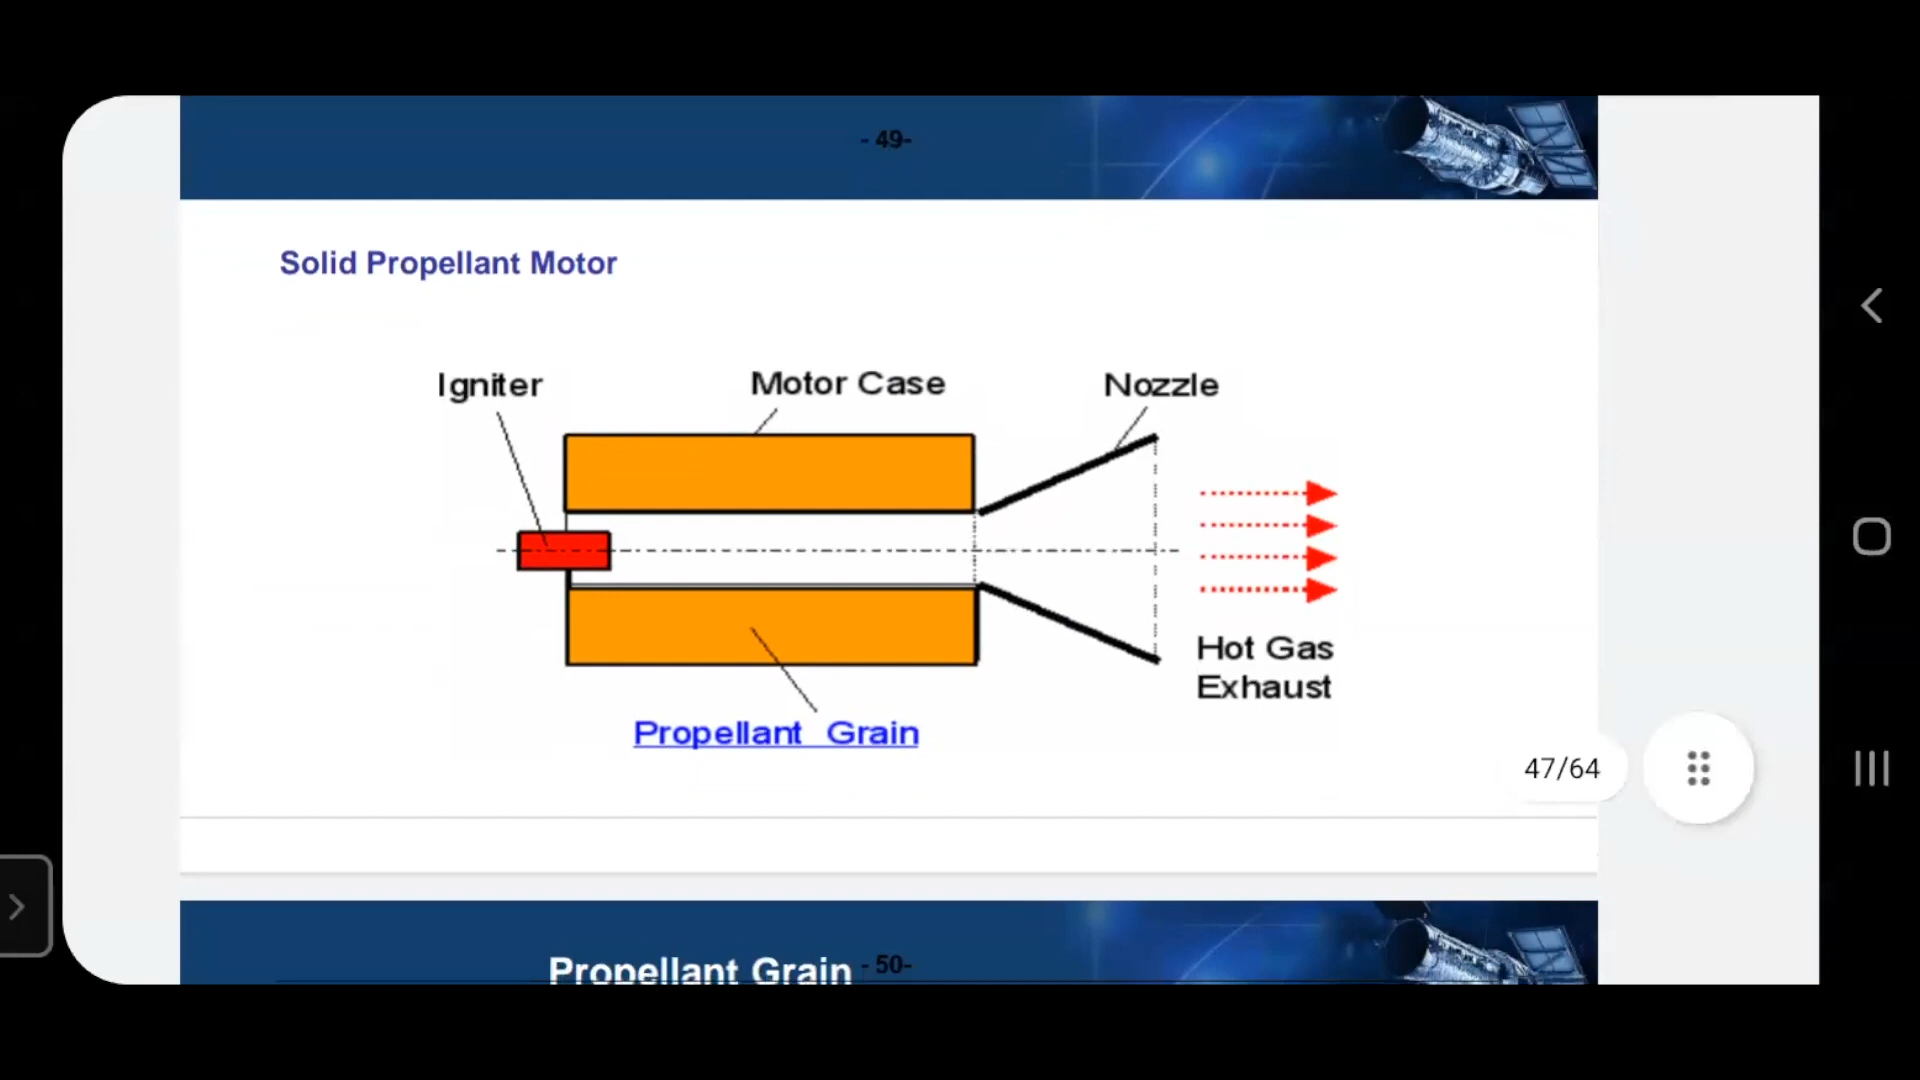 - 49-
Solid Propellant Motor
Igniter
Motor Case
Nozzle
Hot Gas
Exhaust
Propellant Grain
47/64
Propellant Grain
- 50-